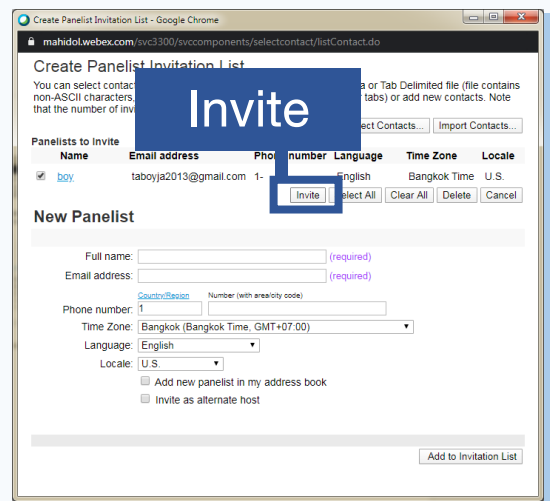 Create Panelist Invitation List - Google Chrome
mahidol.webex.com/svc3300/svccomponents/selectcontact/listContact.do
Create Panelist Invitation List
You can select contac a or Tab Delimited file (file contains
non-ASCII characters, r tabs) or add new contacts. Note
that the number of invi
Invite
ect Contacts... Import Contacts...
Panelists to Invite
Name Email address Phone number Language Time Zone Locale
boy taboyja2013@gmail.com 1- English Bangkok Time U.S.
Invite Select All Clear All Delete Cancel
New Panelist
Full name: (required)
Email address: (required)
Country/Region Number (with area/city code)
Phone number: 1
Time Zone: Bangkok (Bangkok Time, GMT+07:00)
Language: English
Locale: U.S.
Add new panelist in my address book
Invite as alternate host
Add to Invitation List